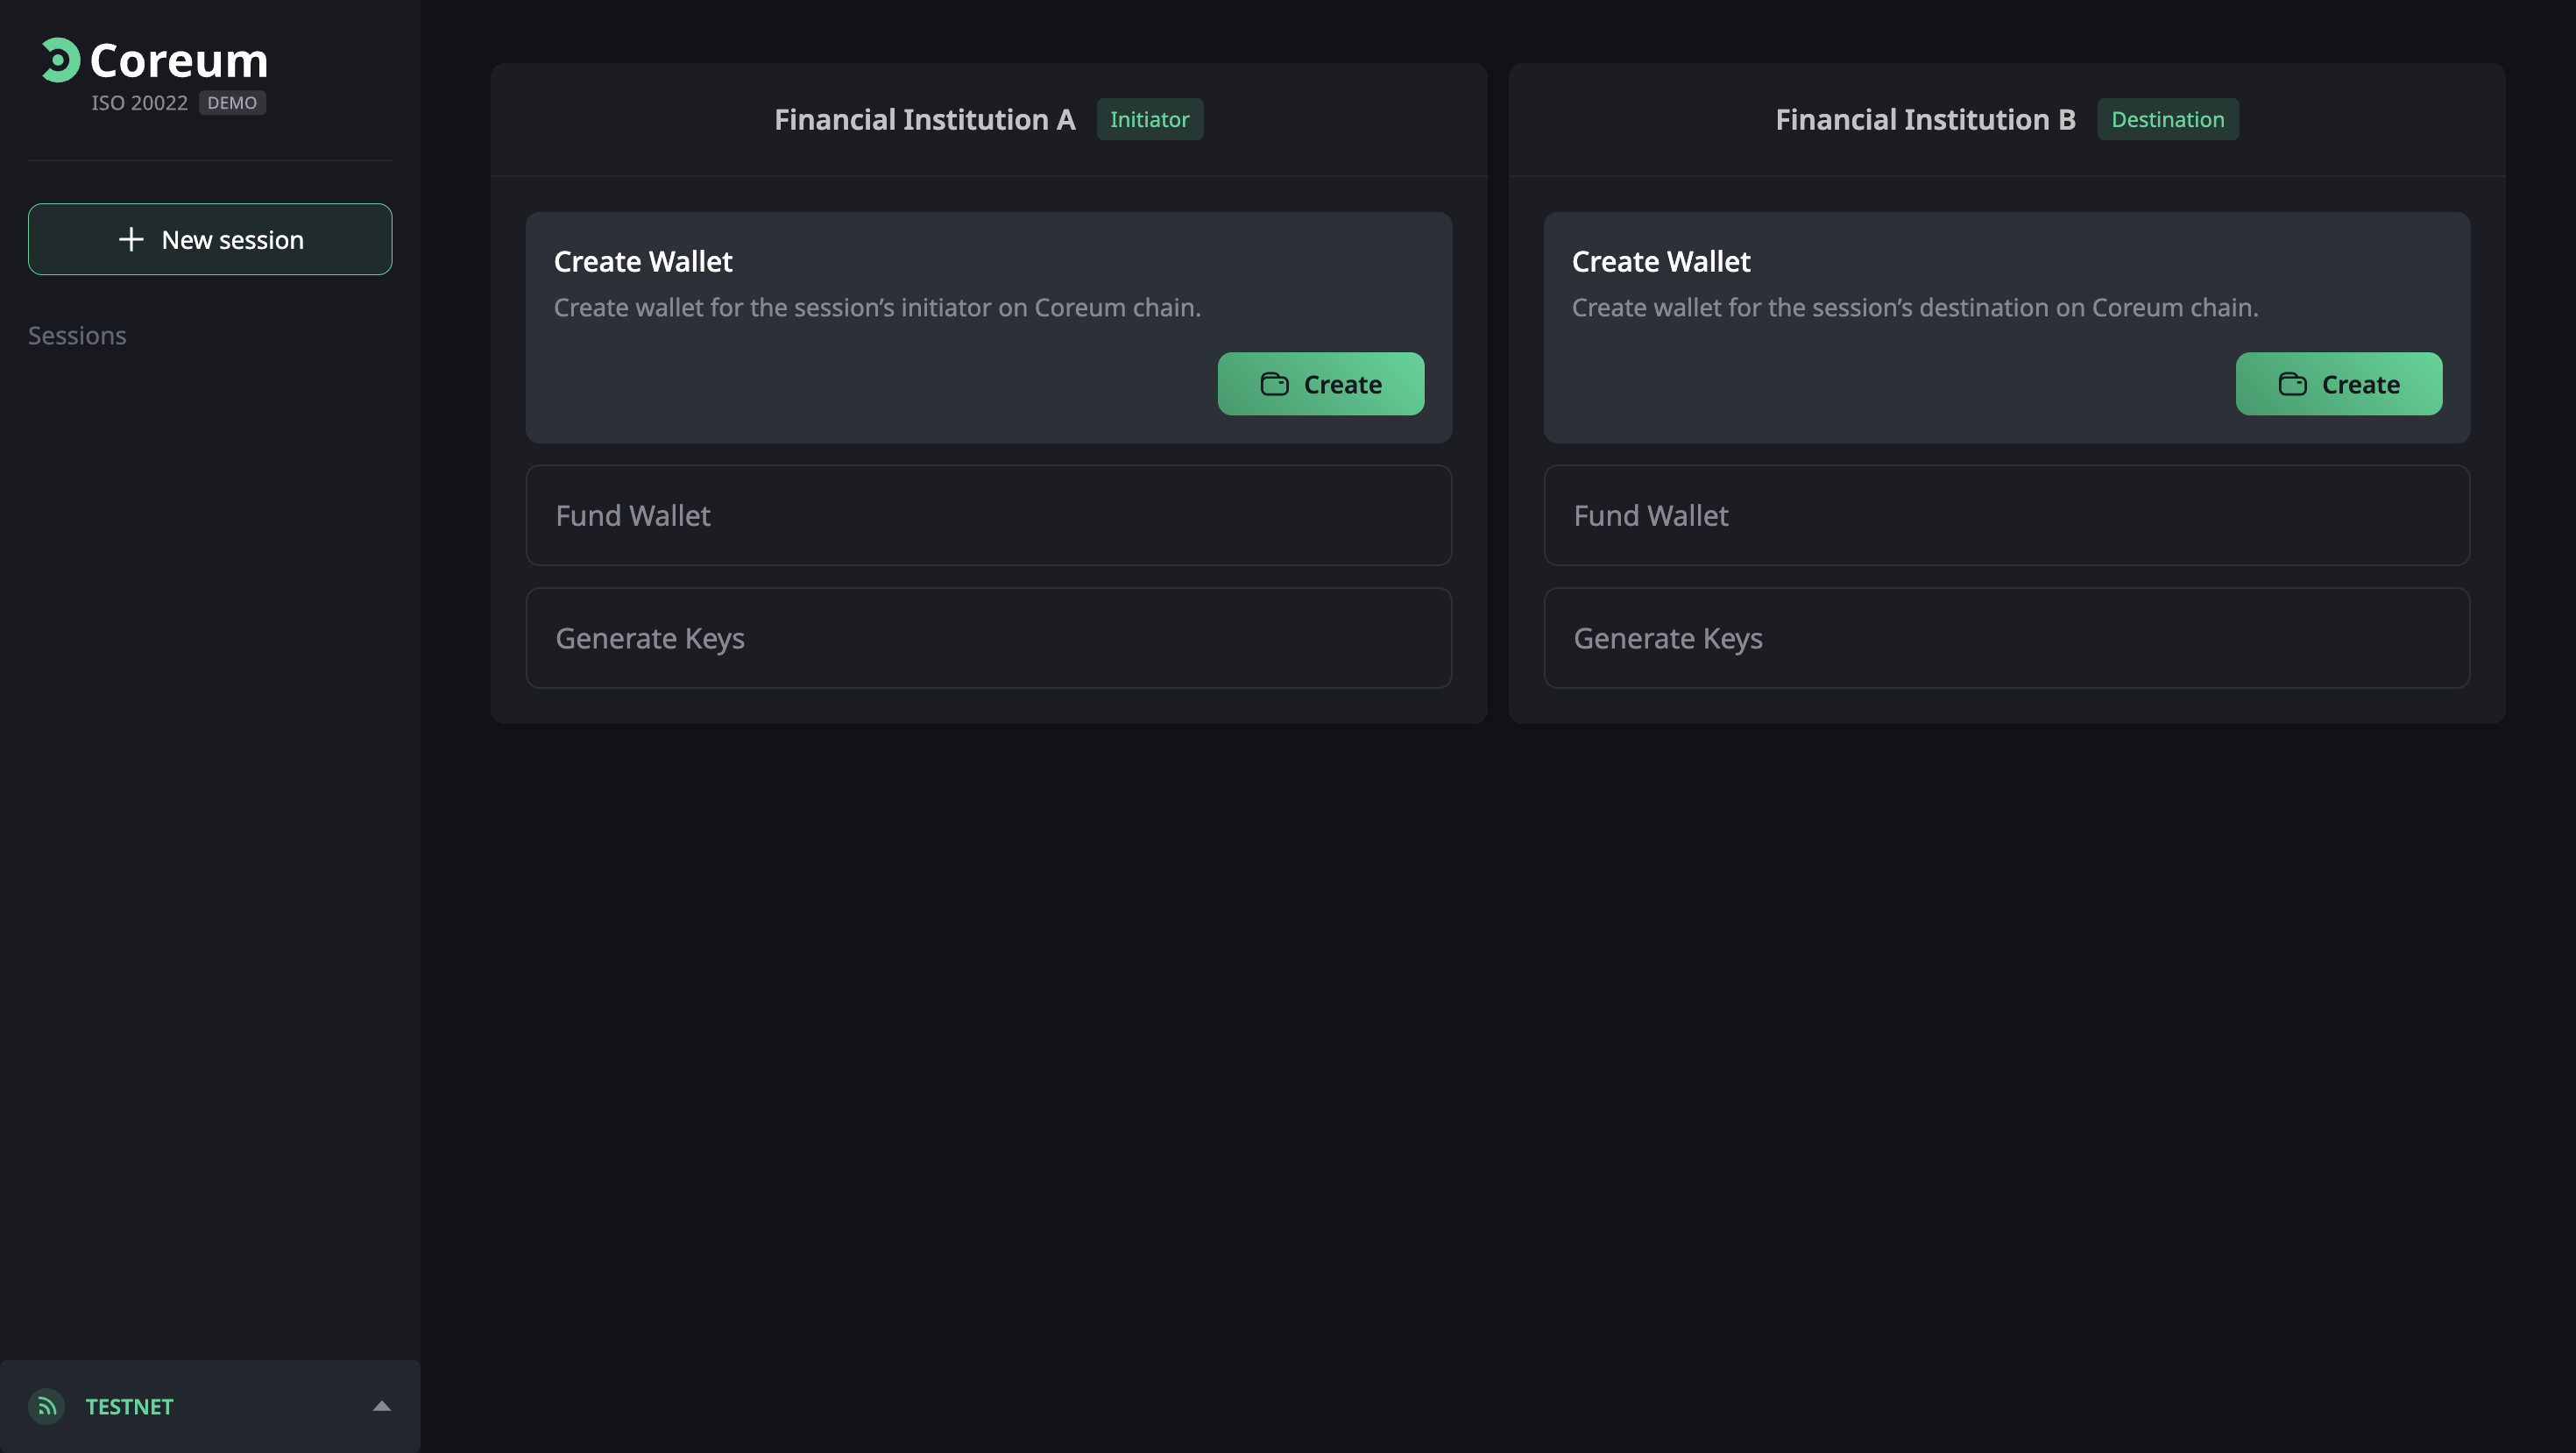 Coreum
ISO 20022 DEMO
New session
Sessions
TESTNET
Financial Institution A Initiator
Create Wallet
Create wallet for the session’s initiator on Coreum chain.
Create
Fund Wallet
Generate Keys
Financial Institution B Destination
Create Wallet
Create wallet for the session’s destination on Coreum chain.
Create
Fund Wallet
Generate Keys